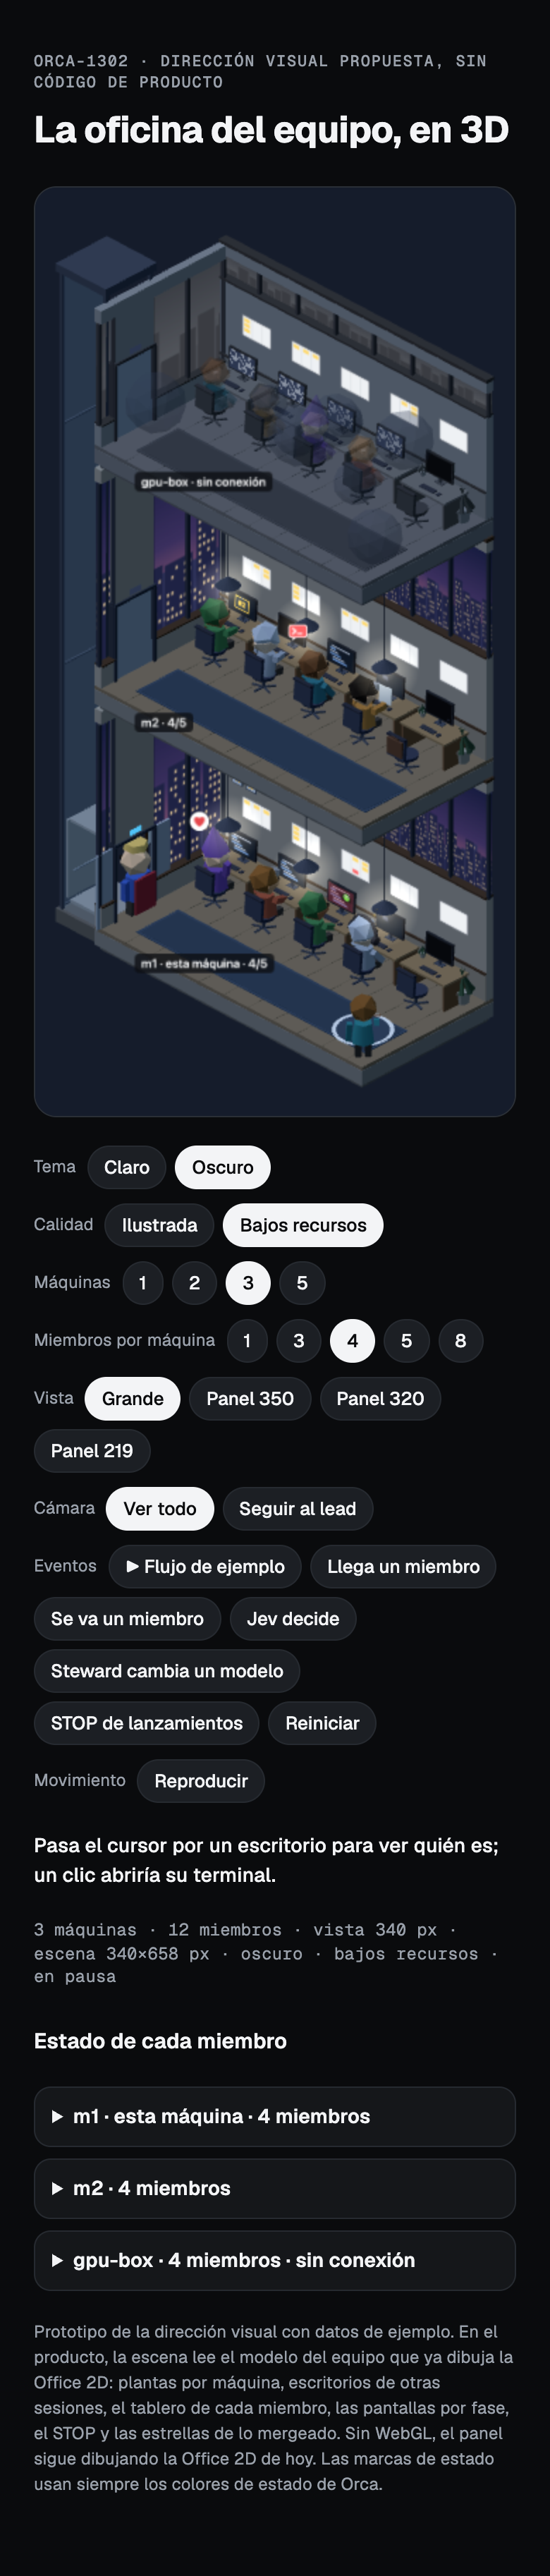 ORCA-1302 · DIRECCIÓN VISUAL PROPUESTA, SIN
CÓDIGO DE PRODUCTO
La oficina del equipo, en 3D
gpu-box · sin conexión
m2 · 4/5
m1 · esta máquina · 4/5
Tema Claro Oscuro
Calidad Ilustrada Bajos recursos
Máquinas 1 2 3 5
Miembros por máquina 1 3 4 5 8
Vista Grande Panel 350 Panel 320
Panel 219
Cámara Ver todo Seguir al lead
Eventos ▶ Flujo de ejemplo Llega un miembro
Se va un miembro Jev decide
Steward cambia un modelo
STOP de lanzamientos Reiniciar
Movimiento Reproducir
Pasa el cursor por un escritorio para ver quién es;
un clic abriría su terminal.
3 máquinas · 12 miembros · vista 340 px ·
escena 340×658 px · oscuro · bajos recursos ·
en pausa
Estado de cada miembro
▶ m1 · esta máquina · 4 miembros
▶ m2 · 4 miembros
▶ gpu-box · 4 miembros · sin conexión
Prototipo de la dirección visual con datos de ejemplo. En el
producto, la escena lee el modelo del equipo que ya dibuja la
Office 2D: plantas por máquina, escritorios de otras
sesiones, el tablero de cada miembro, las pantallas por fase,
el STOP y las estrellas de lo mergeado. Sin WebGL, el panel
sigue dibujando la Office 2D de hoy. Las marcas de estado
usan siempre los colores de estado de Orca.